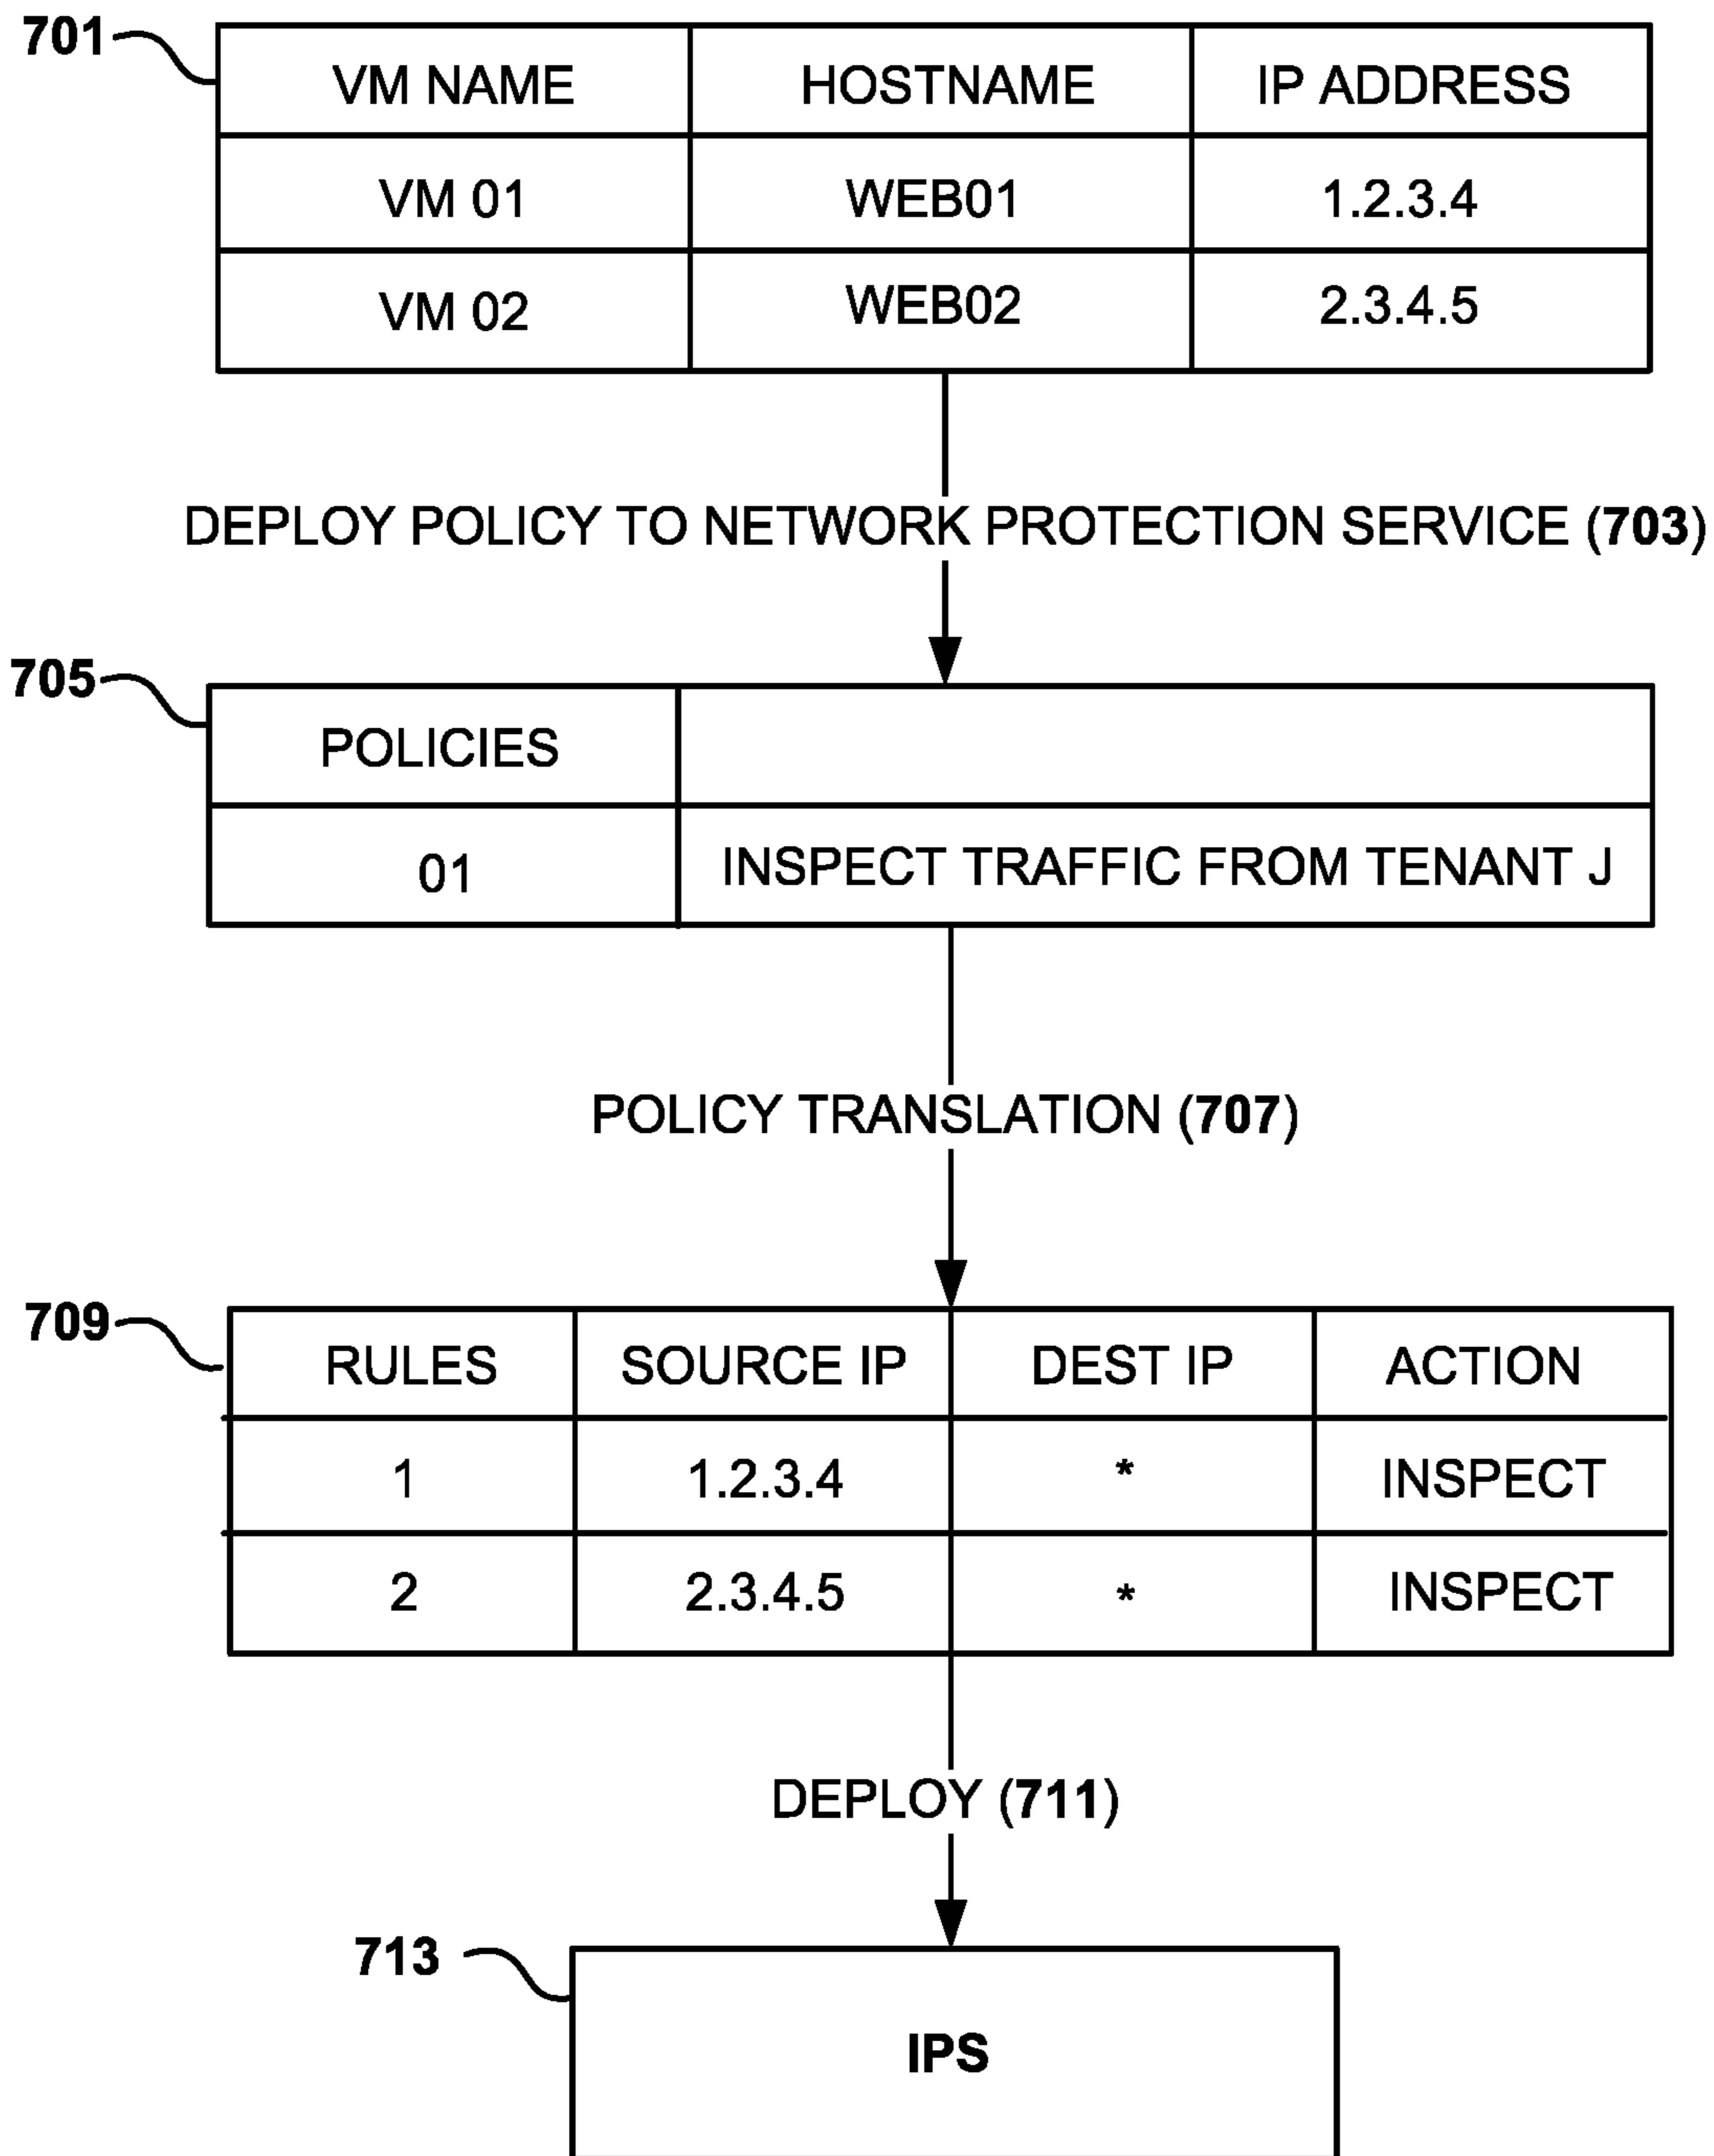 701
VM NAME HOSTNAME IP ADDRESS
VM 01 WEB01 1.2.3.4
VM 02 WEB02 2.3.4.5
DEPLOY POLICY TO NETWORK PROTECTION SERVICE (703)
705
POLICIES
01 INSPECT TRAFFIC FROM TENANT J
POLICY TRANSLATION (707)
709
RULES SOURCE IP DEST IP ACTION
1 1.2.3.4 * INSPECT
2 2.3.4.5 * INSPECT
DEPLOY (711)
713
IPS